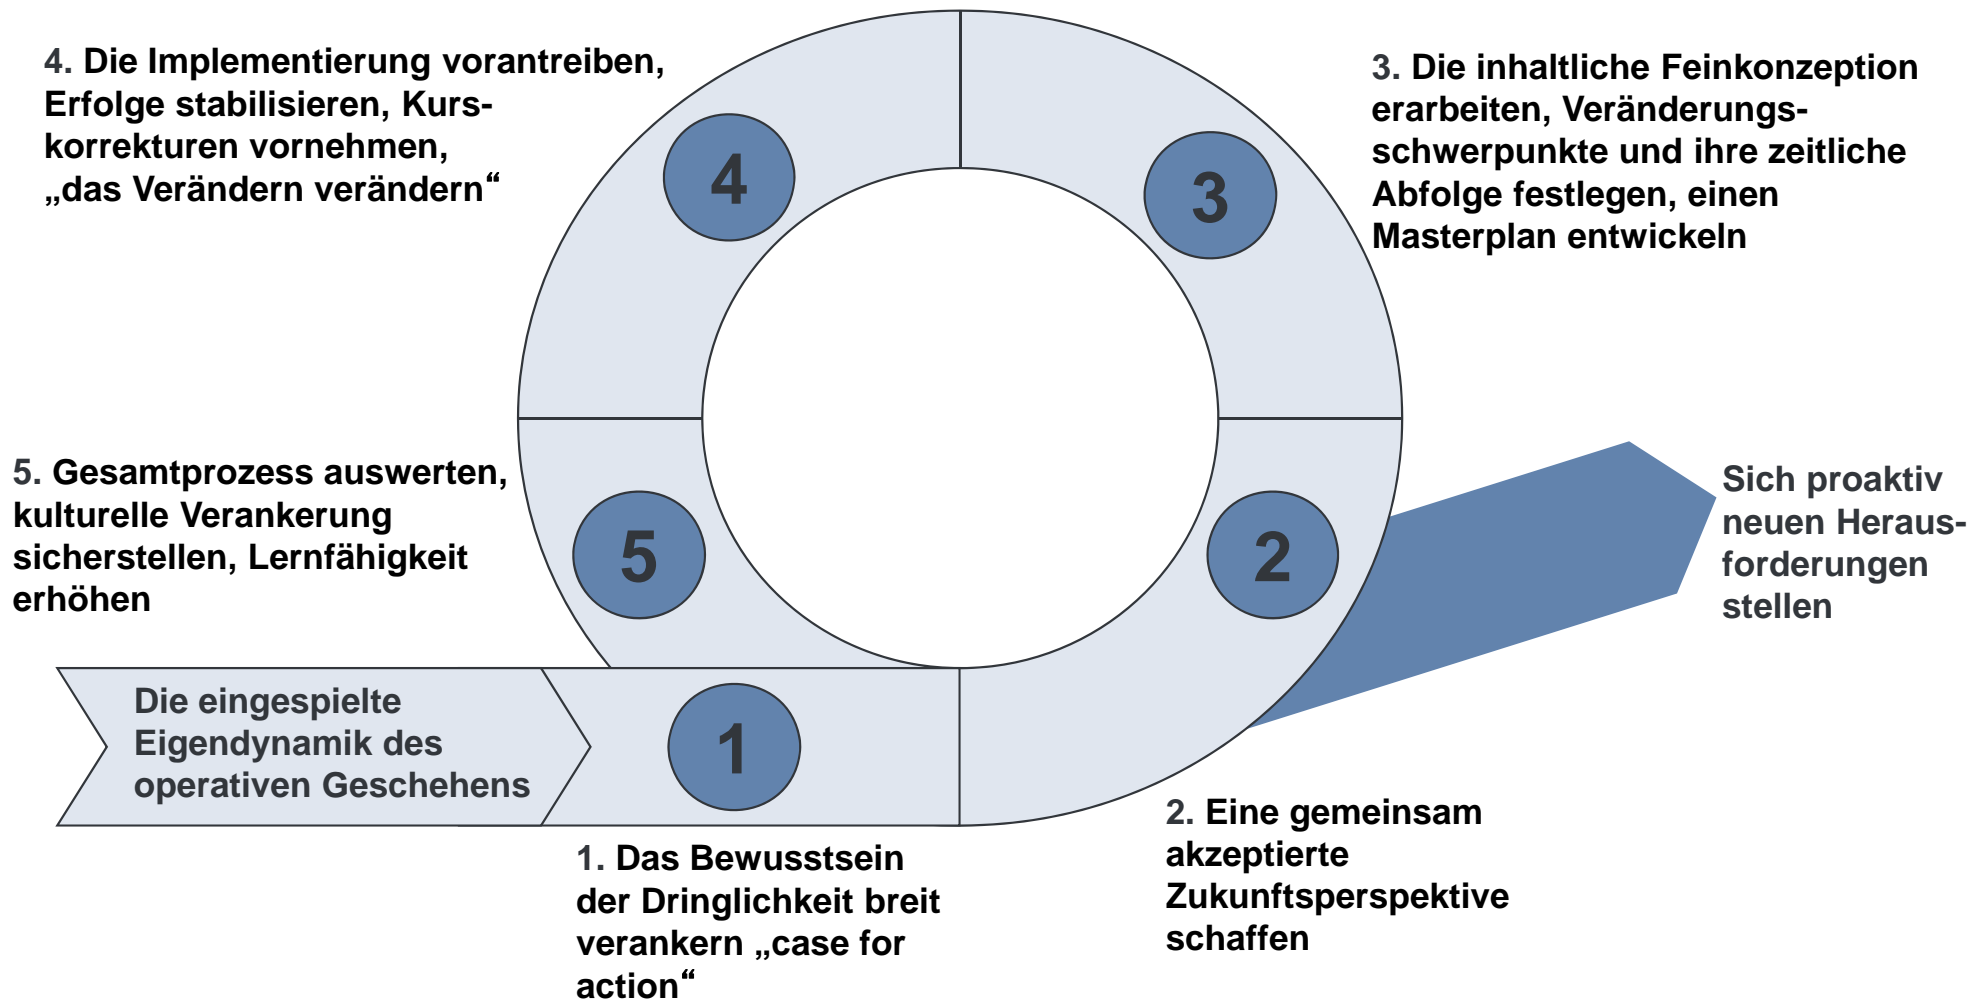 4. Die Implementierung vorantreiben,
Erfolge stabilisieren, Kurs-
korrekturen vornehmen,
„das Verändern verändern“
3. Die inhaltliche Feinkonzeption
erarbeiten, Veränderungs-
schwerpunkte und ihre zeitliche
Abfolge festlegen, einen
Masterplan entwickeln
4
3
5. Gesamtprozess auswerten,
kulturelle Verankerung
sicherstellen, Lernfähigkeit
erhöhen
5
2
Sich proaktiv
neuen Heraus-
forderungen
stellen
Die eingespielte
Eigendynamik des
operativen Geschehens
1
1. Das Bewusstsein
der Dringlichkeit breit
verankern „case for
action“
2. Eine gemeinsam
akzeptierte
Zukunftsperspektive
schaffen